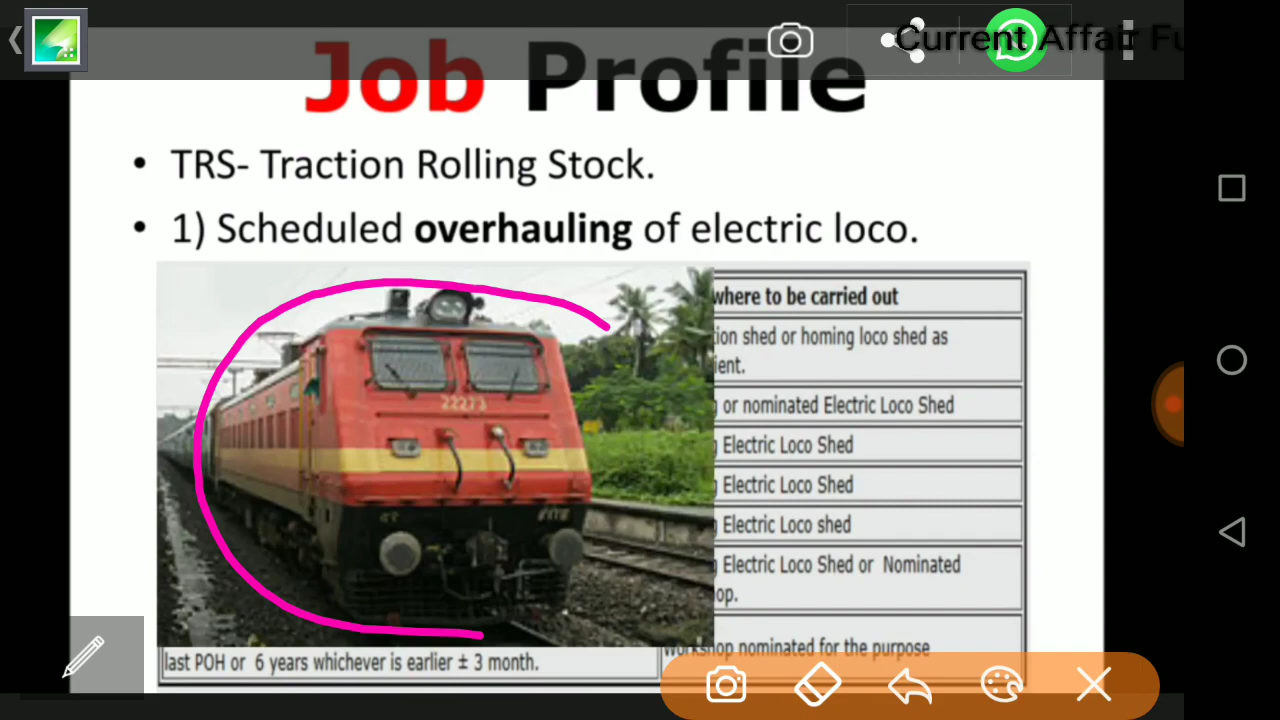 Current Affair Fu
Job Profile
• TRS- Traction Rolling Stock.
• 1) Scheduled overhauling of electric loco.
where to be carried out
tion shed or homing loco shed as
ient.
g or nominated Electric Loco Shed
g Electric Loco Shed
g Electric Loco Shed
g Electric Loco shed
g Electric Loco Shed or Nominated
op.
22273
Workshop nominated for the purpose
last POH or 6 years whichever is earlier ± 3 month.